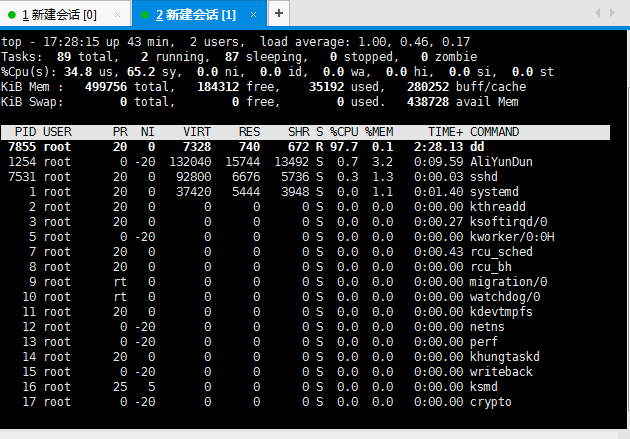 1 新建会话 [0] × 2 新建会话 [1] × +
top - 17:28:15 up 43 min,  2 users,  load average: 1.00, 0.46, 0.17
Tasks:  89 total,   2 running,  87 sleeping,   0 stopped,   0 zombie
%Cpu(s): 34.8 us, 65.2 sy,  0.0 ni,  0.0 id,  0.0 wa,  0.0 hi,  0.0 si,  0.0 st
KiB Mem :   499756 total,   184312 free,    35192 used,   280252 buff/cache
KiB Swap:        0 total,        0 free,        0 used.   438728 avail Mem
PID USER      PR  NI    VIRT    RES    SHR S %CPU %MEM     TIME+ COMMAND
7855 root      20   0    7328    740    672 R 97.7  0.1   2:28.13 dd
1254 root       0 -20  132040  15744  13492 S  0.7  3.2   0:09.59 AliYunDun
7531 root      20   0   92800   6676   5736 S  0.3  1.3   0:00.03 sshd
1 root      20   0   37420   5444   3948 S  0.0  1.1   0:01.40 systemd
2 root      20   0       0      0      0 S  0.0  0.0   0:00.00 kthreadd
3 root      20   0       0      0      0 S  0.0  0.0   0:00.27 ksoftirqd/0
5 root       0 -20       0      0      0 S  0.0  0.0   0:00.00 kworker/0:0H
7 root      20   0       0      0      0 S  0.0  0.0   0:00.43 rcu_sched
8 root      20   0       0      0      0 S  0.0  0.0   0:00.00 rcu_bh
9 root      rt   0       0      0      0 S  0.0  0.0   0:00.00 migration/0
10 root      rt   0       0      0      0 S  0.0  0.0   0:00.00 watchdog/0
11 root      20   0       0      0      0 S  0.0  0.0   0:00.00 kdevtmpfs
12 root       0 -20       0      0      0 S  0.0  0.0   0:00.00 netns
13 root       0 -20       0      0      0 S  0.0  0.0   0:00.00 perf
14 root      20   0       0      0      0 S  0.0  0.0   0:00.00 khungtaskd
15 root       0 -20       0      0      0 S  0.0  0.0   0:00.00 writeback
16 root      25   5       0      0      0 S  0.0  0.0   0:00.00 ksmd
17 root       0 -20       0      0      0 S  0.0  0.0   0:00.00 crypto